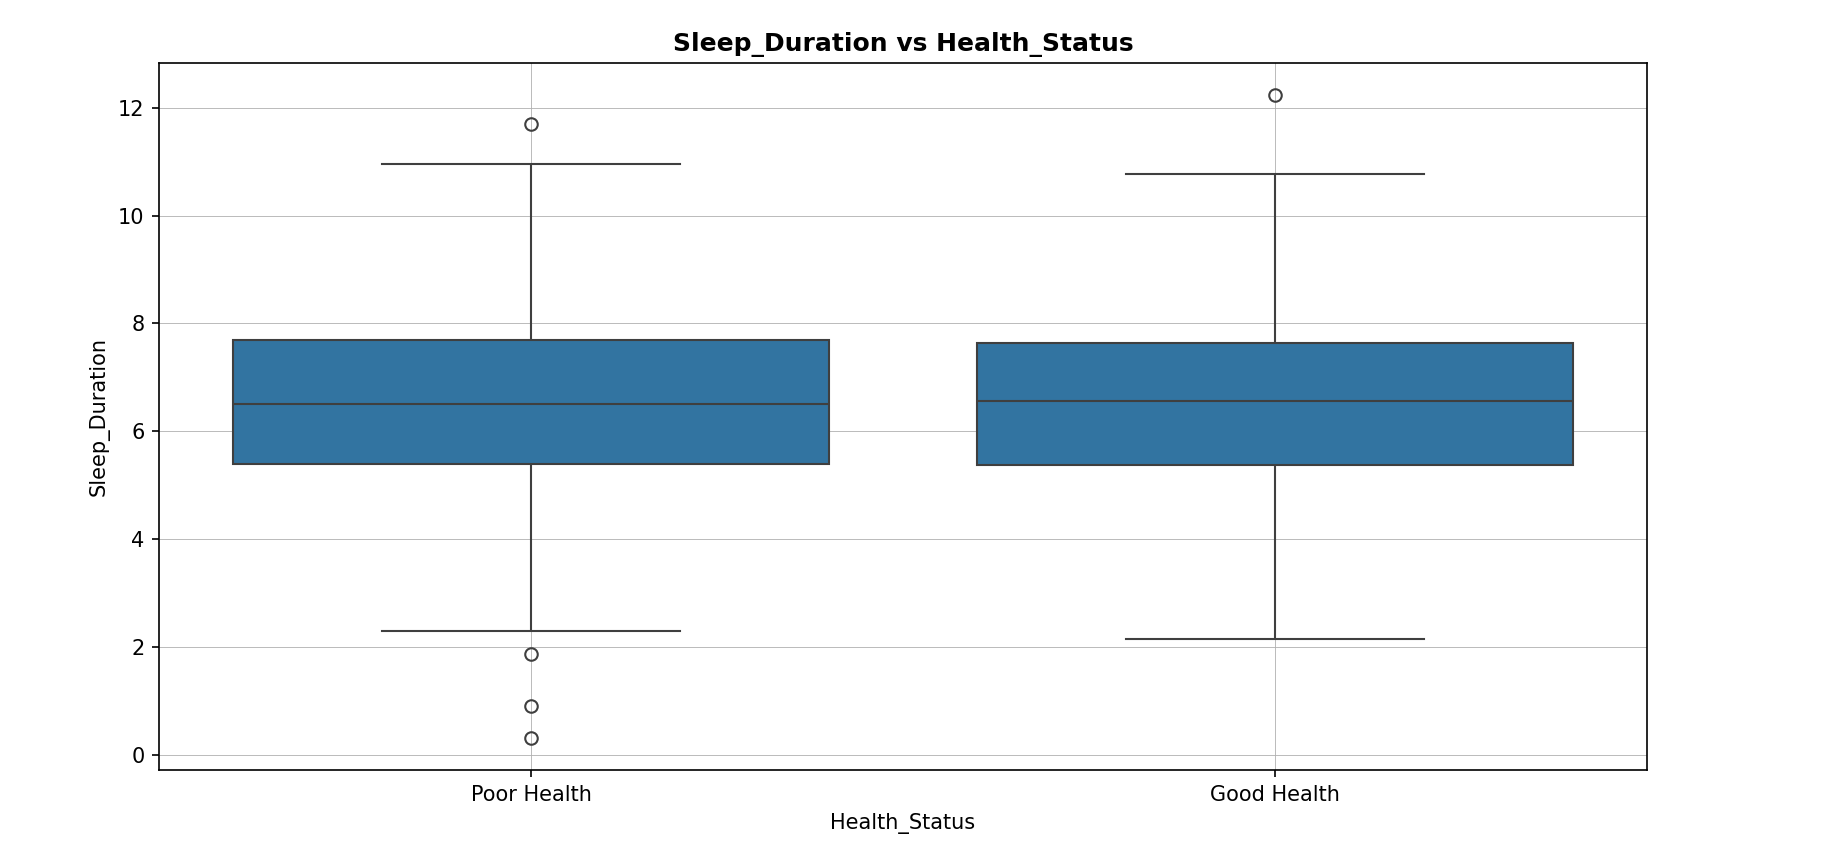 Sleep_Duration vs Health_Status
12
10
8
6
4
2
0
Sleep_Duration
Poor Health
Good Health
Health_Status